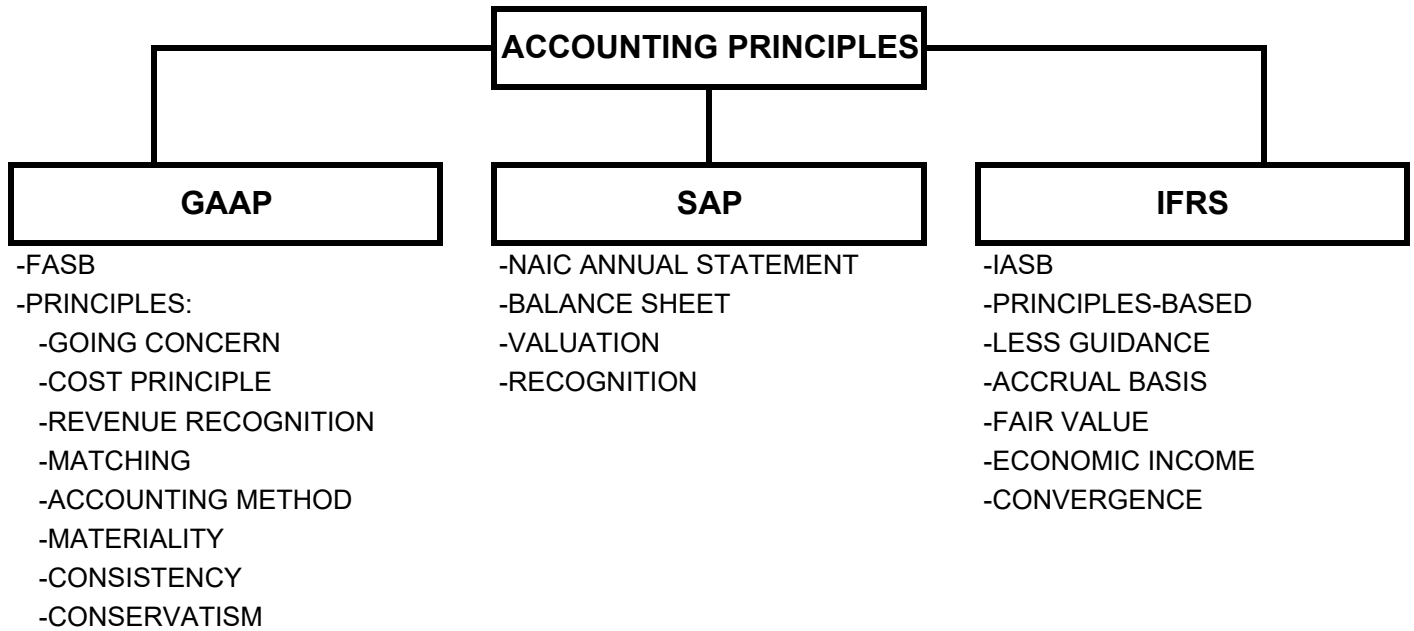 ACCOUNTING PRINCIPLES
GAAP
-FASB
-PRINCIPLES:
-GOING CONCERN
-COST PRINCIPLE
-REVENUE RECOGNITION
-MATCHING
-ACCOUNTING METHOD
-MATERIALITY
-CONSISTENCY
-CONSERVATISM
SAP
-NAIC ANNUAL STATEMENT
-BALANCE SHEET
-VALUATION
-RECOGNITION
IFRS
-IASB
-PRINCIPLES-BASED
-LESS GUIDANCE
-ACCRUAL BASIS
-FAIR VALUE
-ECONOMIC INCOME
-CONVERGENCE